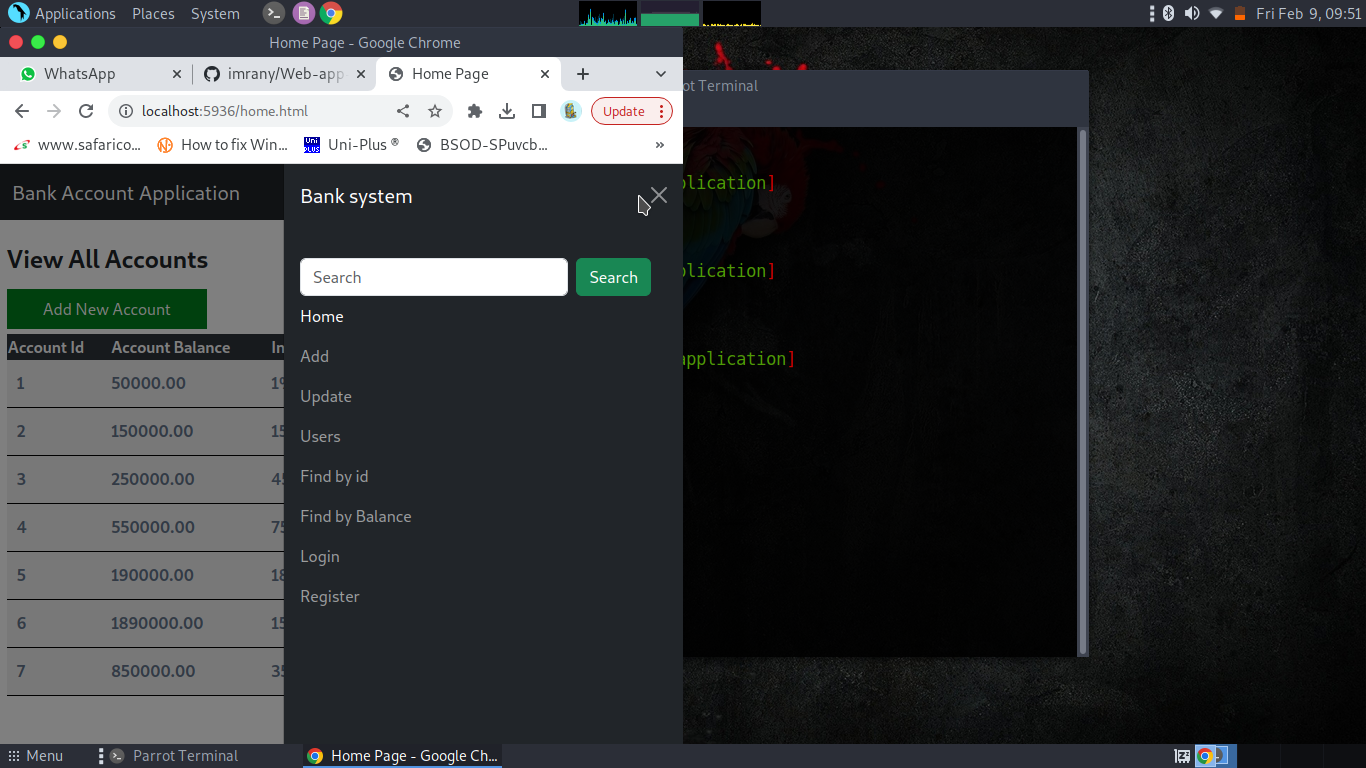 Applications Places System Fri Feb 9, 09:51
Home Page - Google Chrome
WhatsApp imrany/Web-app Home Page
localhost:5936/home.html Update
www.safarico... How to fix Win... Uni-Plus ® BSOD-SPuvcb... »
ot Terminal
Bank Account Application
Bank system
plication]
View All Accounts
Search Search
plication]
Add New Account
Home
Account Id Account Balance In
Add
application]
1 50000.00 19
Update
2 150000.00 15
Users
3 250000.00 45
Find by id
4 550000.00 75
Find by Balance
Login
5 190000.00 18
Register
6 1890000.00 15
7 850000.00 35
Menu Parrot Terminal Home Page - Google Ch...